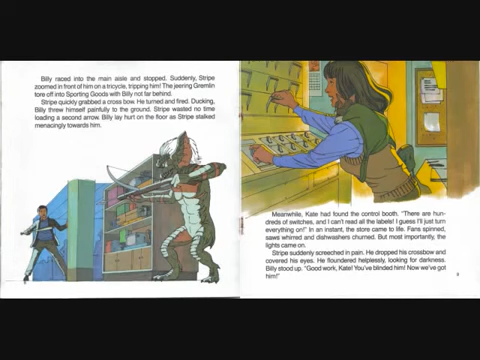 Billy raced into the main aisle and stopped. Suddenly, Stripe
zoomed in front of him on a tricycle, tripping him! The jeering Gremlin
tore off into Sporting Goods with Billy not far behind.
Stripe quickly grabbed a cross bow. He turned and fired. Ducking,
Billy threw himself painfully to the ground. Stripe wasted no time
loading a second arrow. Billy lay hurt on the floor as Stripe stalked
menacingly towards him.
Meanwhile, Kate had found the control booth. "There are hun-
dreds of switches, and I can't read all the labels! I guess I'll just turn
everything on!" In an instant, the store came to life. Fans spinned,
saws whirred and dishwashers churned. But most importantly, the
lights came on.
Stripe suddenly screeched in pain. He dropped his crossbow and
covered his eyes. He floundered helplessly, looking for darkness.
Billy stood up. "Good work, Kate! You've blinded him! Now we've got
him!"